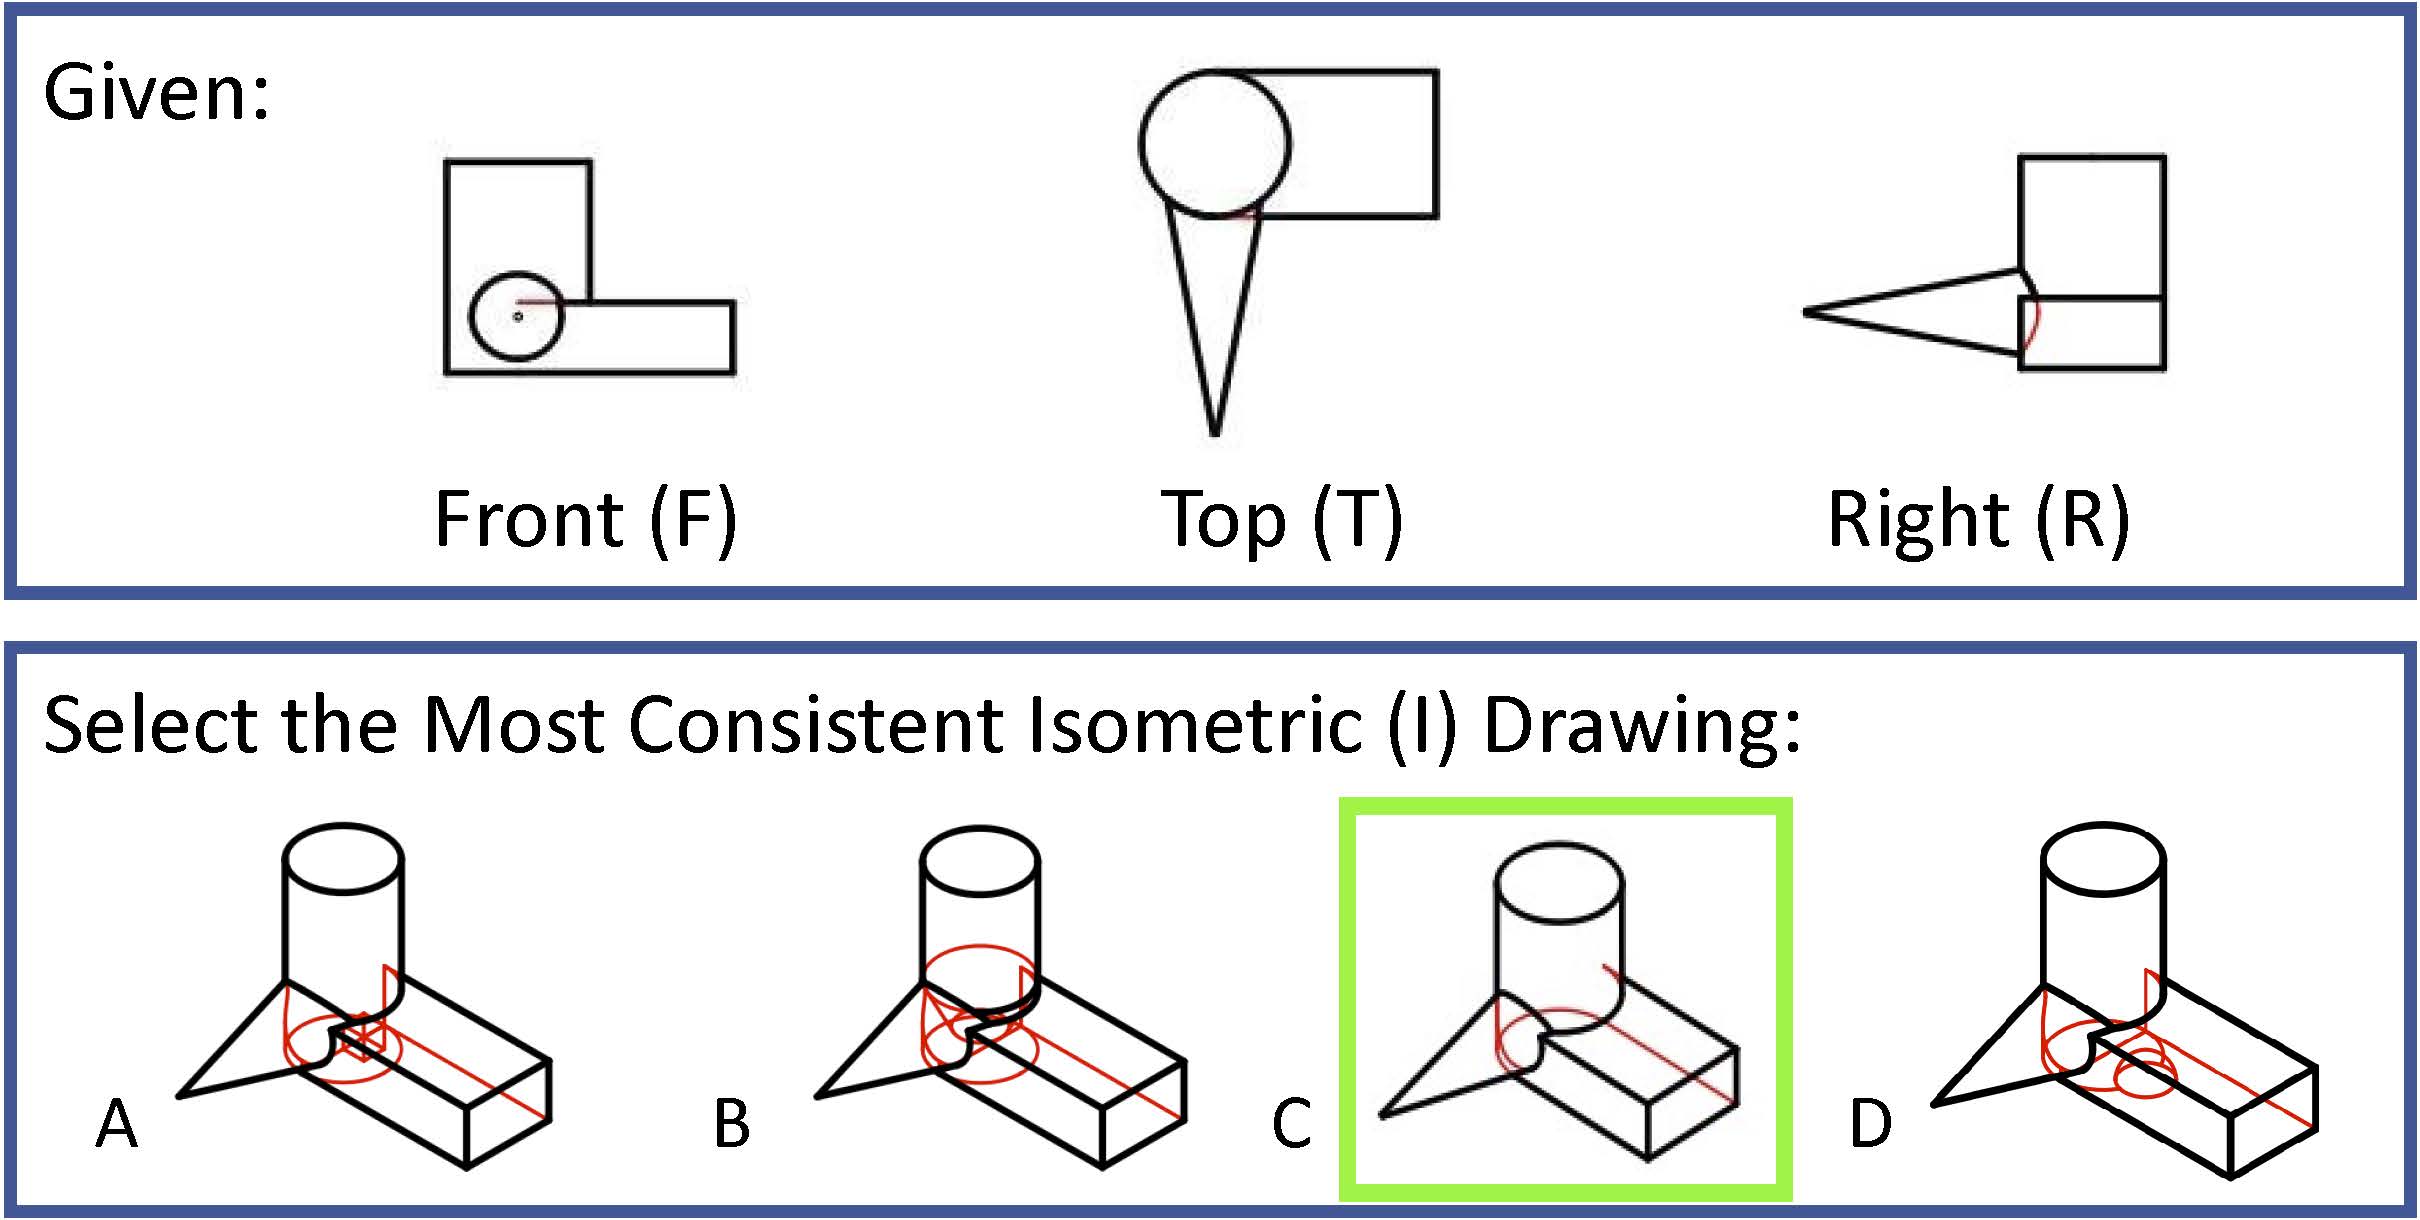 Given:
Front (F)
Top (T)
Right (R)
Select the Most Consistent Isometric (I) Drawing:
A
B
C
D